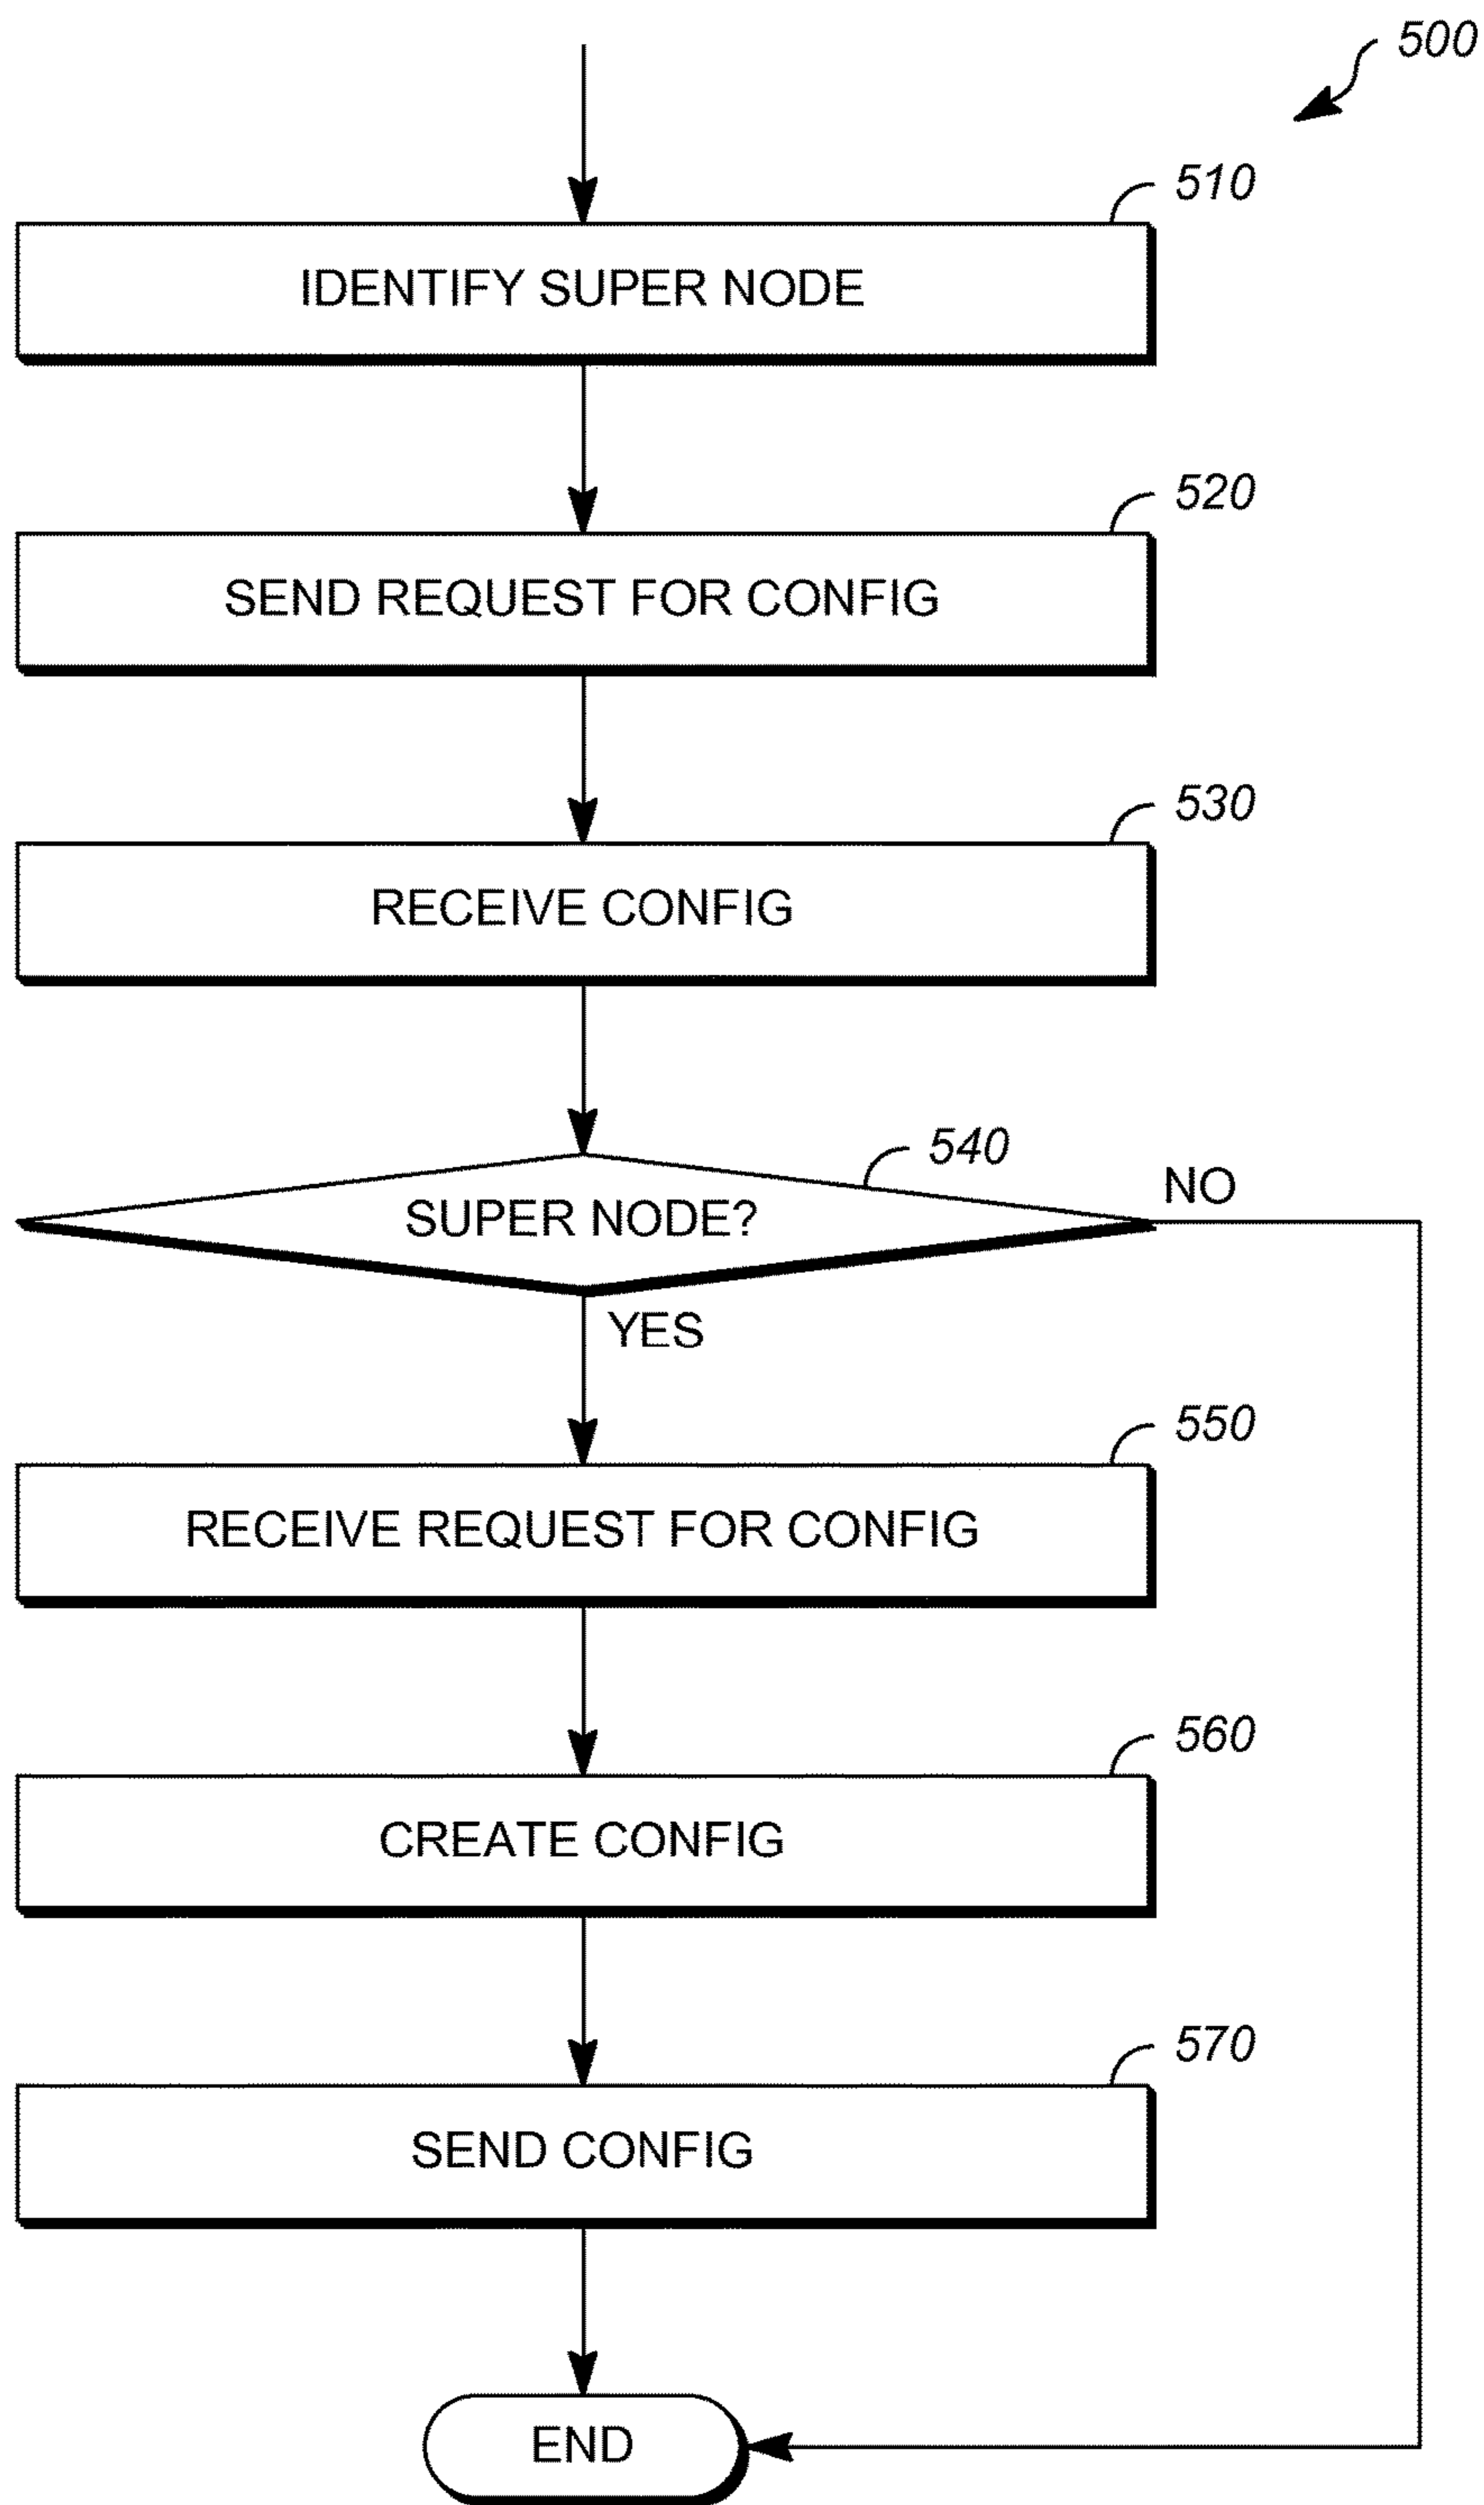 500
510
IDENTIFY SUPER NODE
520
SEND REQUEST FOR CONFIG
530
RECEIVE CONFIG
540
SUPER NODE?
NO
YES
550
RECEIVE REQUEST FOR CONFIG
560
CREATE CONFIG
570
SEND CONFIG
END